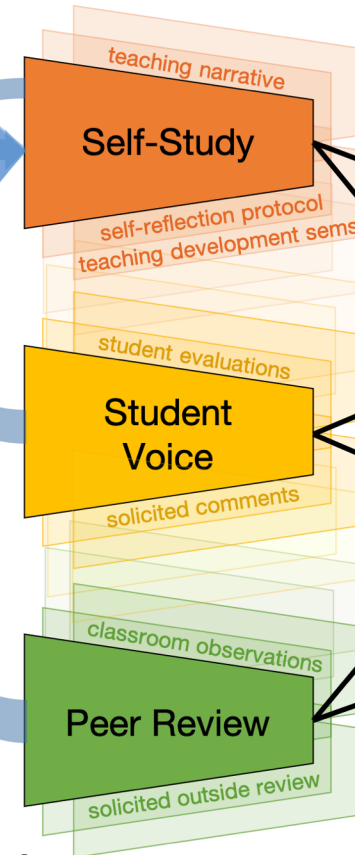 teaching narrative
Self-Study
self-reflection protocol
teaching development sems
student evaluations
Student
Voice
solicited comments
classroom observations
Peer Review
solicited outside review